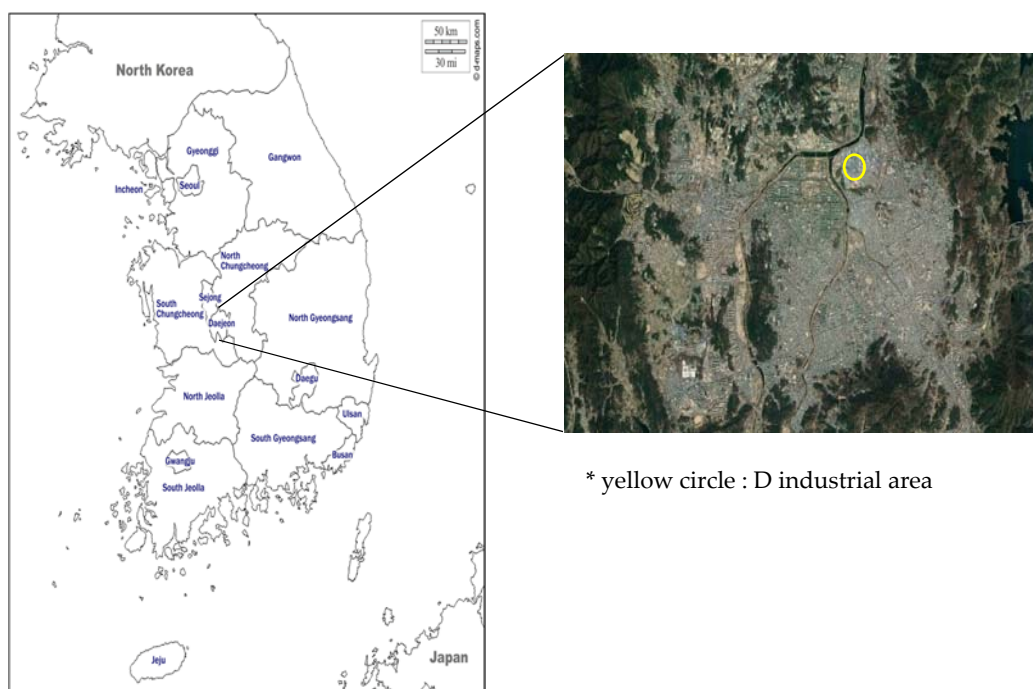 50 km
30 mi
© d-maps.com
North Korea
Gyeonggi
Gangwon
Incheon
Seoul
North
Chungcheong
Sejong
South
Chungcheong
Daejeon
North Gyeongsang
Daegu
North Jeolla
Ulsan
South Gyeongsang
Busan
Gwangju
South Jeolla
Jeju
Japan
* yellow circle : D industrial area